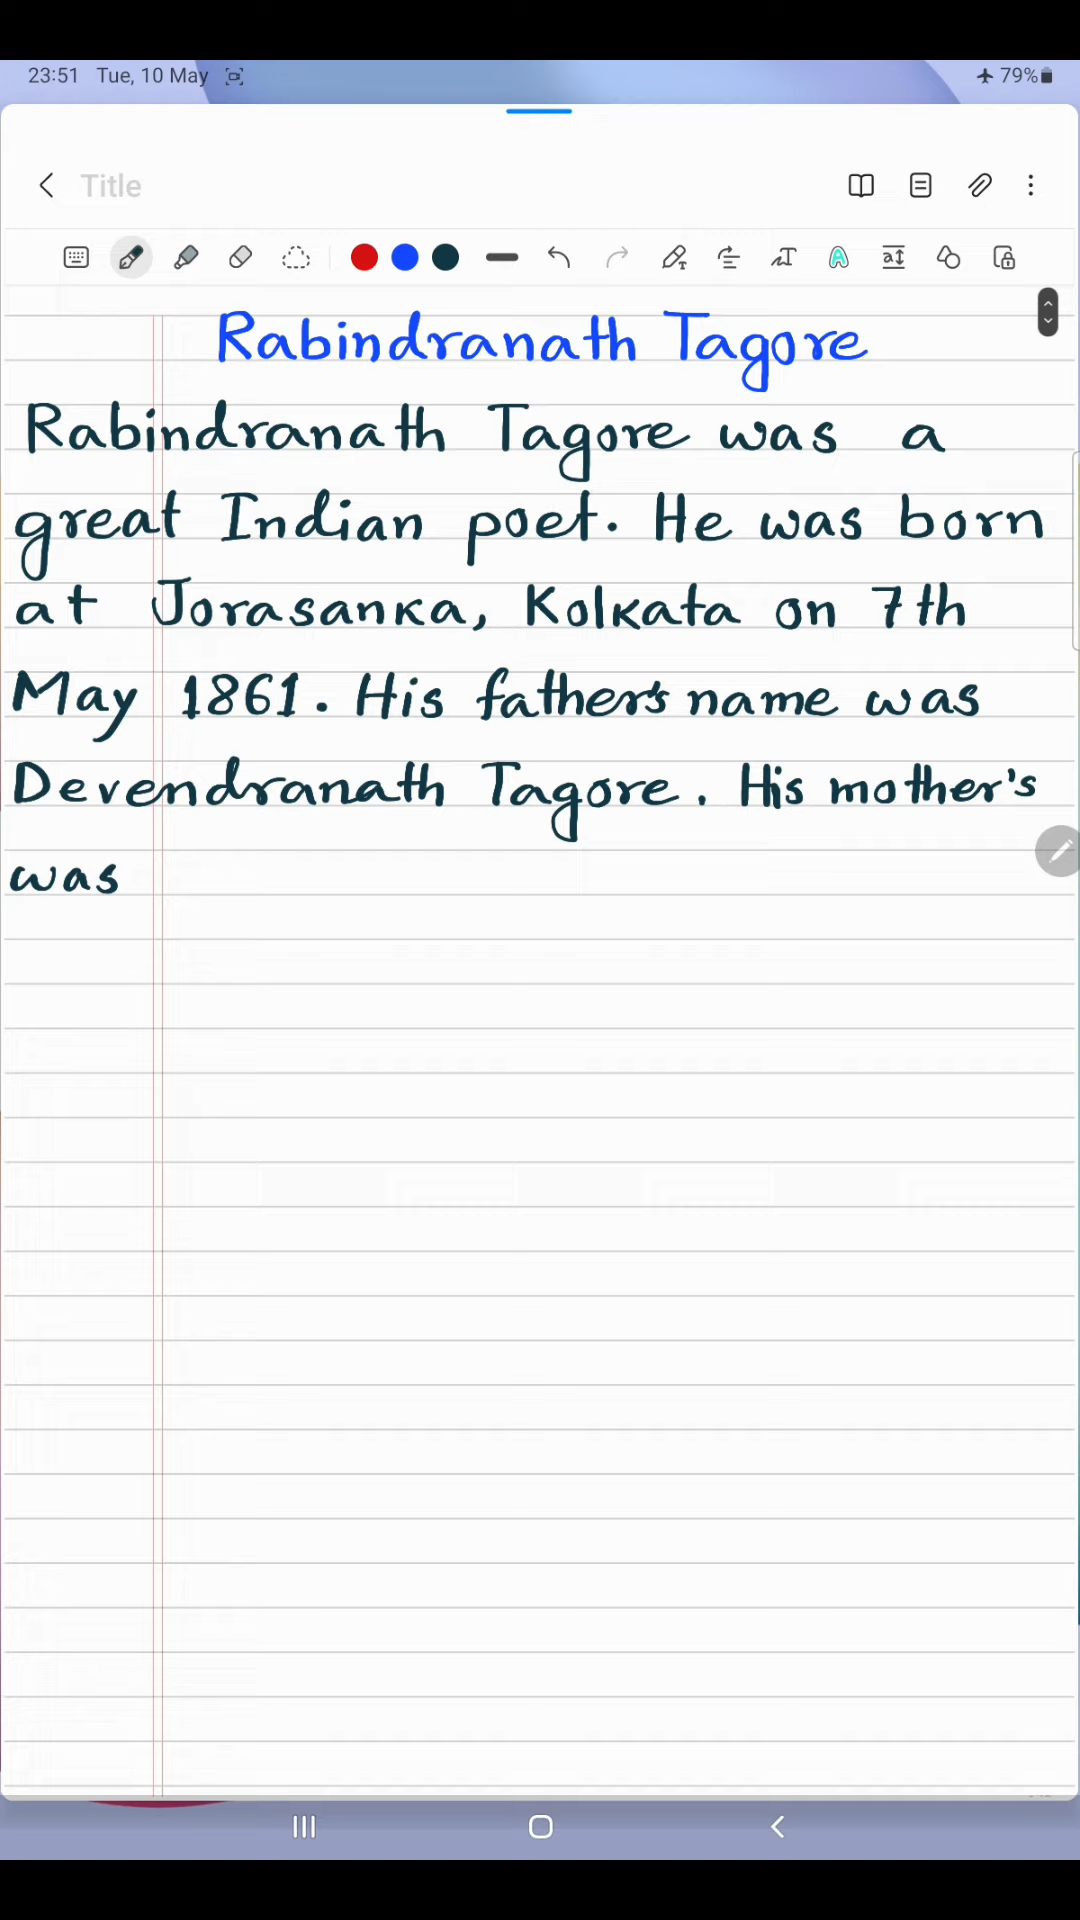 23:51 Tue, 10 May 79%
Title
Rabindranath Tagore
Rabindranath Tagore was a
great Indian poet. He was born
at Jorasanka, Kolkata on 7th
May 1861. His father's name was
Devendranath Tagore. His mother's
was